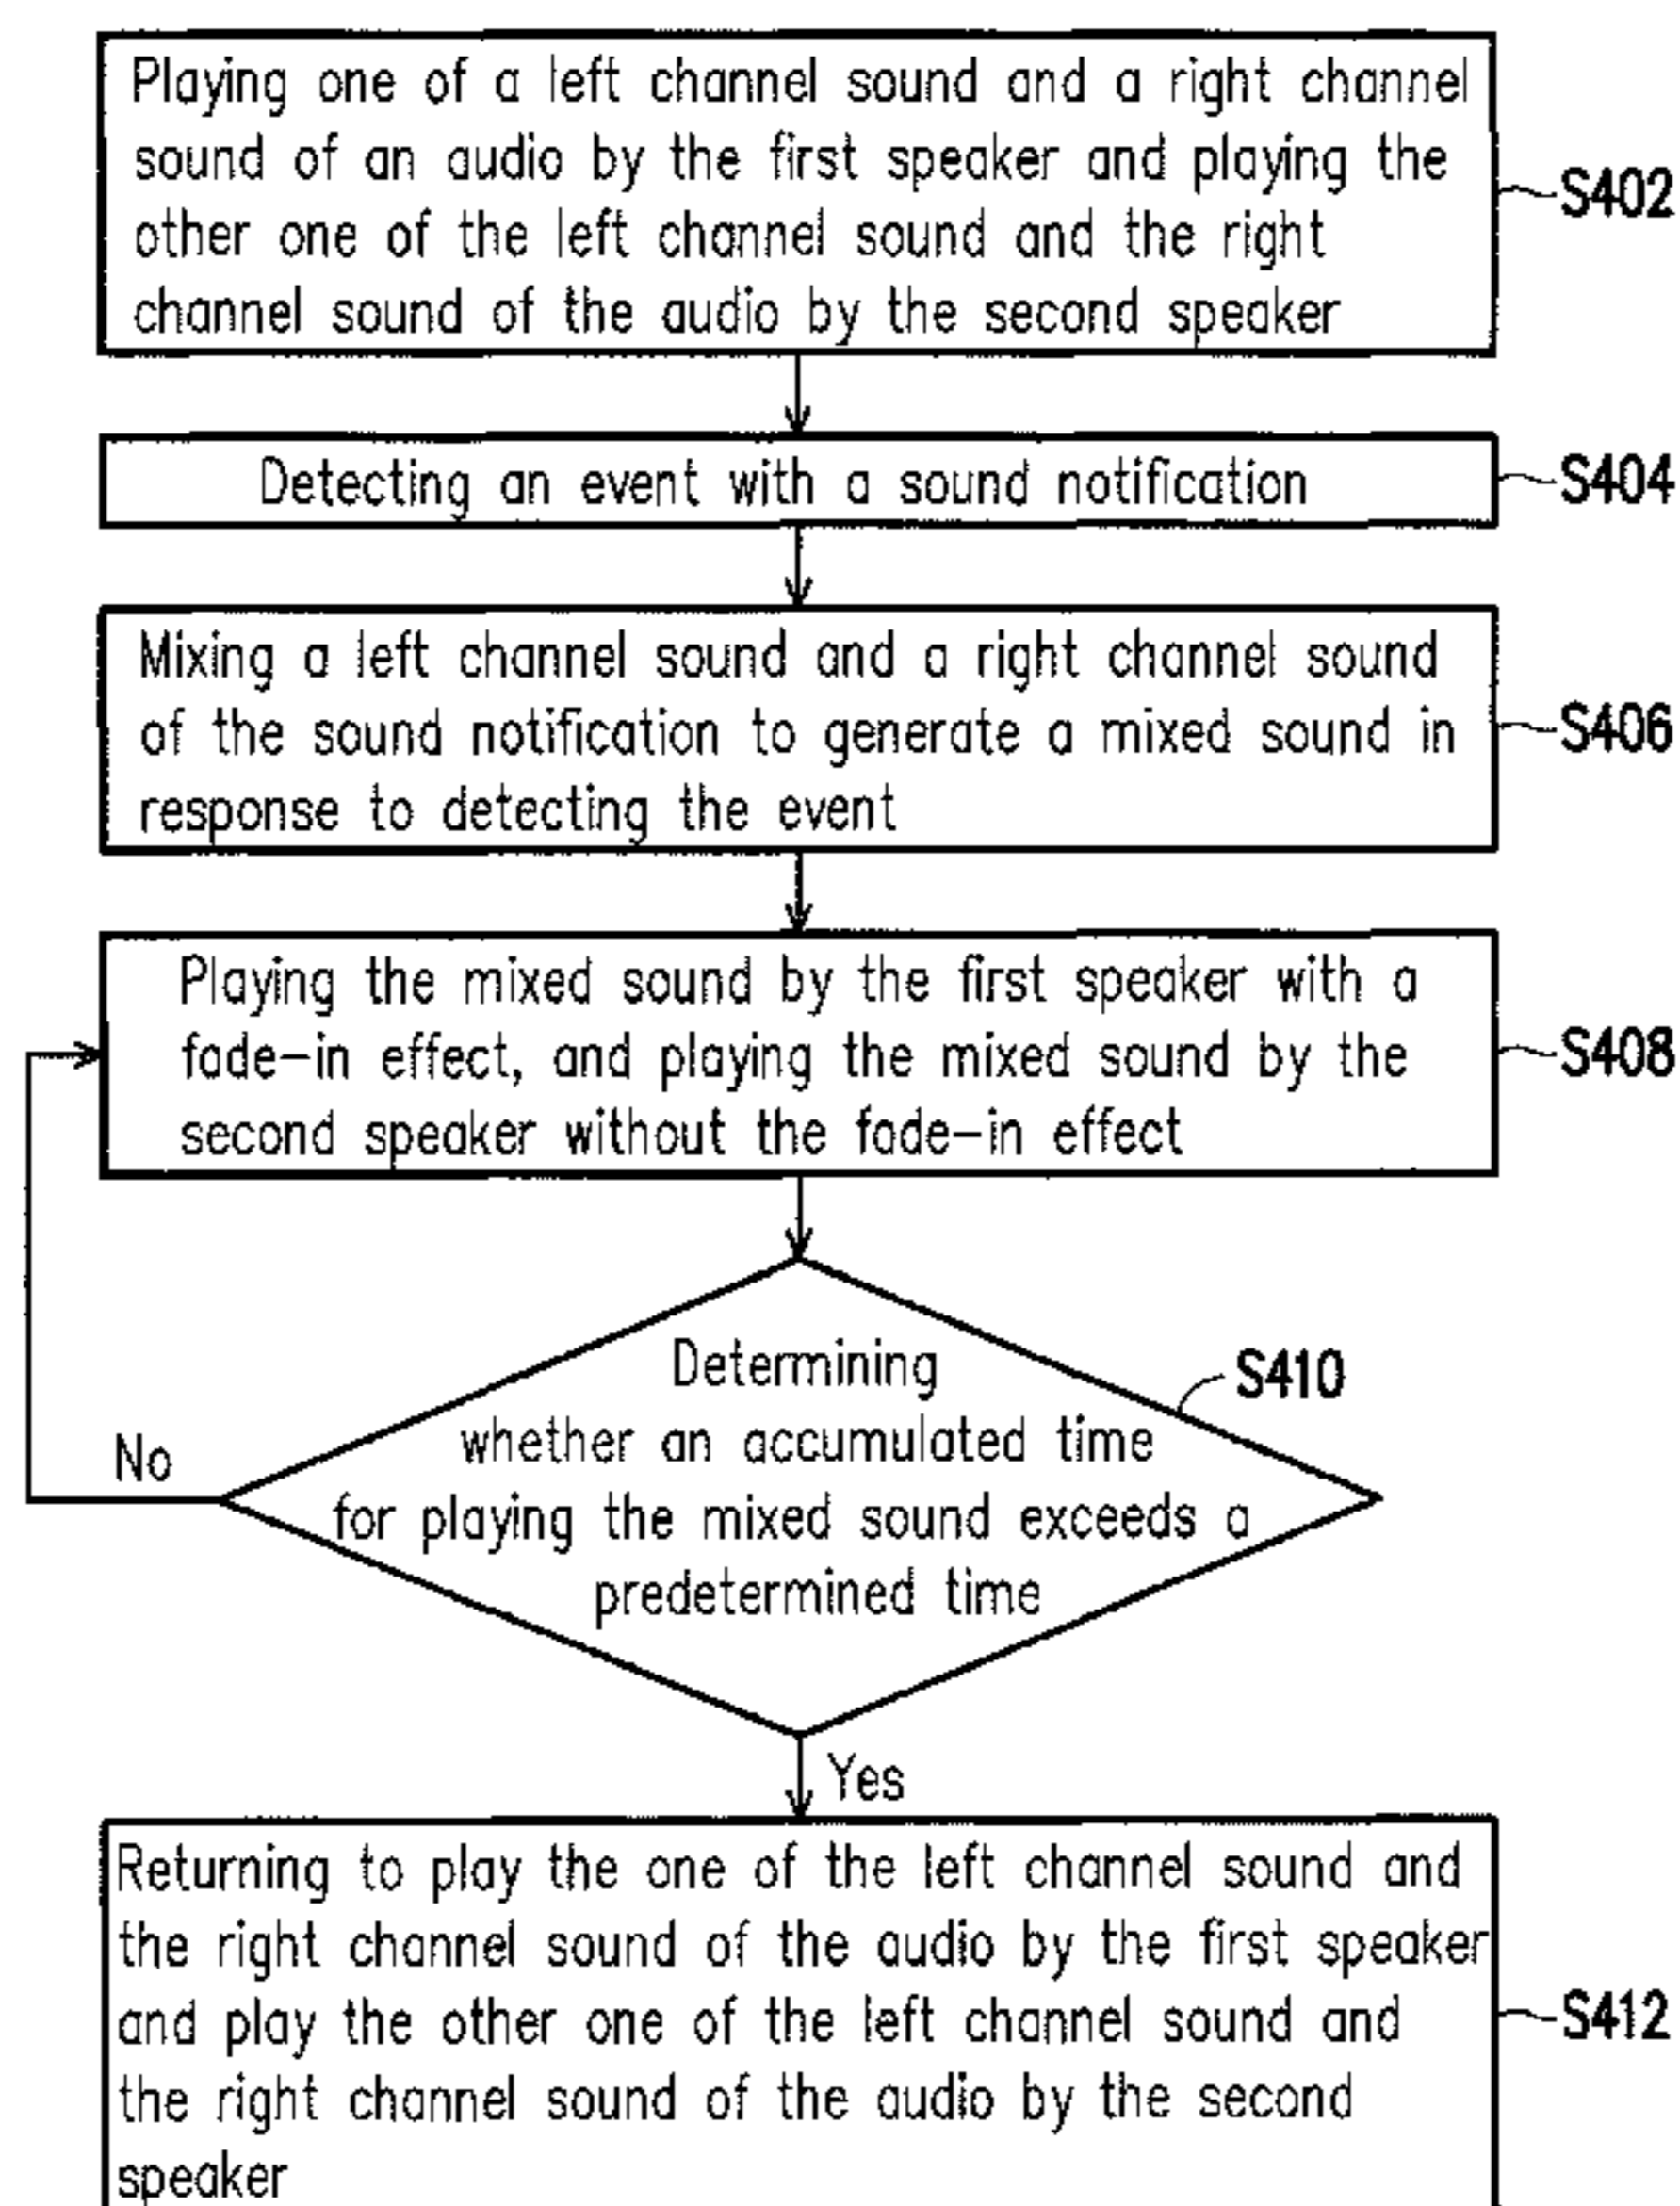 Playing one of a left channel sound and a right channel
sound of an audio by the first speaker and playing the
other one of the left channel sound and the right
channel sound of the audio by the second speaker
S402
Detecting an event with a sound notification
S404
Mixing a left channel sound and a right channel sound
of the sound notification to generate a mixed sound in
response to detecting the event
S406
Playing the mixed sound by the first speaker with a
fade-in effect, and playing the mixed sound by the
second speaker without the fade-in effect
S408
Determining
whether an accumulated time
for playing the mixed sound exceeds a
predetermined time
S410
No
Yes
Returning to play the one of the left channel sound and
the right channel sound of the audio by the first speaker
and play the other one of the left channel sound and
the right channel sound of the audio by the second
speaker
S412